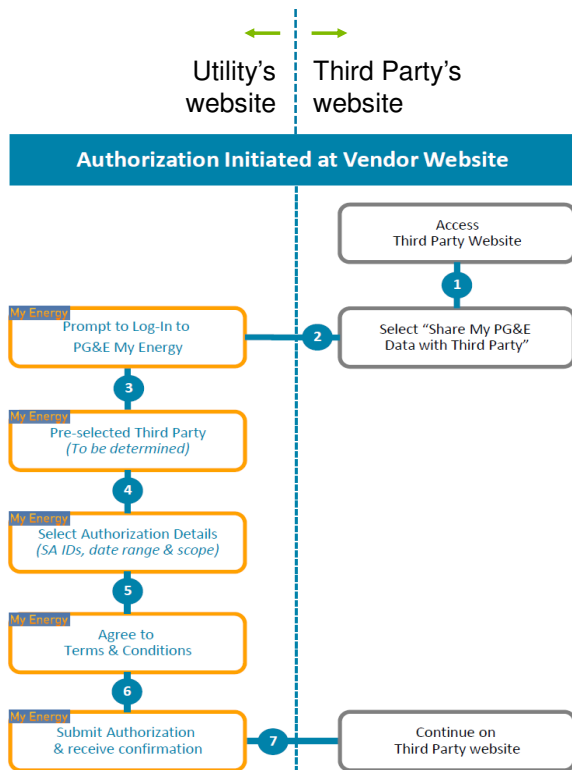 Utility's
website
Third Party's
website
Authorization Initiated at Vendor Website
Access
Third Party Website
1
My Energy
Prompt to Log-In to
PG&E My Energy
2
Select “Share My PG&E
Data with Third Party”
3
My Energy
Pre-selected Third Party
(To be determined)
4
My Energy
Select Authorization Details
(SA IDs, date range & scope)
5
My Energy
Agree to
Terms & Conditions
6
My Energy
Submit Authorization
& receive confirmation
7
Continue on
Third Party website